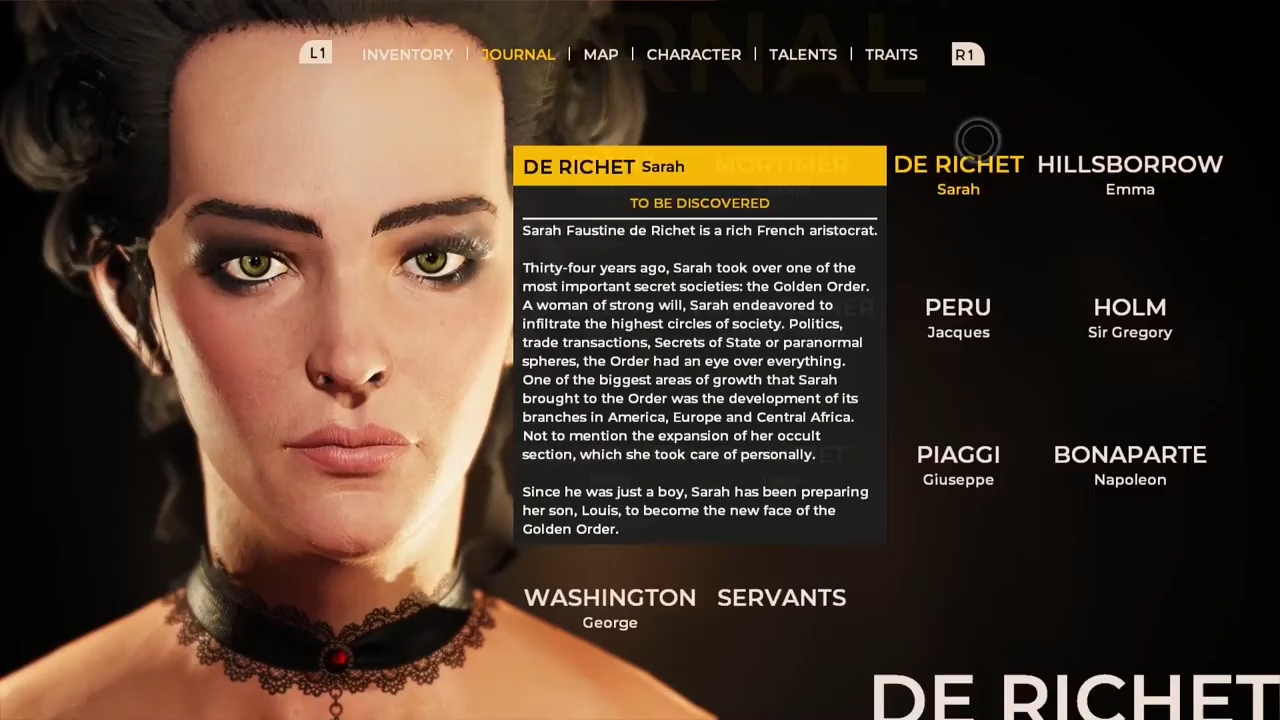 L1 INVENTORY | JOURNAL | MAP | CHARACTER | TALENTS | TRAITS R1
DE RICHET Sarah
TO BE DISCOVERED
Sarah Faustine de Richet is a rich French aristocrat.
Thirty-four years ago, Sarah took over one of the
most important secret societies: the Golden Order.
A woman of strong will, Sarah endeavored to
infiltrate the highest circles of society. Politics,
trade transactions, Secrets of State or paranormal
spheres, the Order had an eye over everything.
One of the biggest areas of growth that Sarah
brought to the Order was the development of its
branches in America, Europe and Central Africa.
Not to mention the expansion of her occult
section, which she took care of personally.
Since he was just a boy, Sarah has been preparing
her son, Louis, to become the new face of the
Golden Order.
MORTIMER
DE RICHET
Sarah
HILLSBORROW
Emma
PERU
Jacques
HOLM
Sir Gregory
PIAGGI
Giuseppe
BONAPARTE
Napoleon
WASHINGTON
George
SERVANTS
DE RICHET